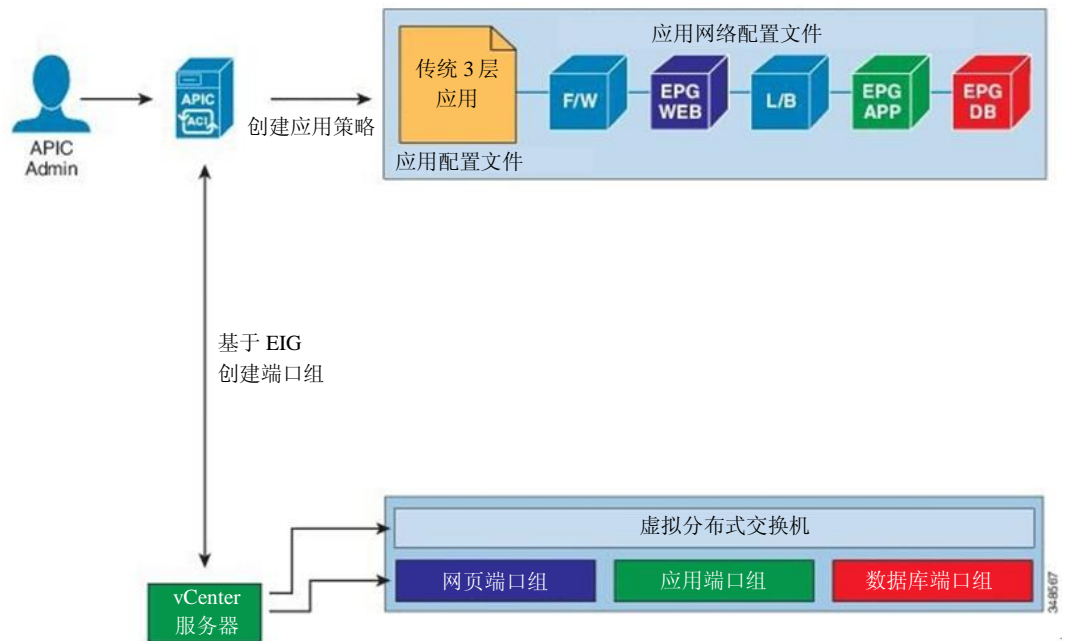 应用网络配置文件
传统 3 层
应用
F/W
EPG
WEB
L/B
EPG
APP
EPG
DB
APIC
ACI
创建应用策略
应用配置文件
APIC
Admin
基于 EIG
创建端口组
虚拟分布式交换机
网页端口组
应用端口组
数据库端口组
vCenter
服务器
348567